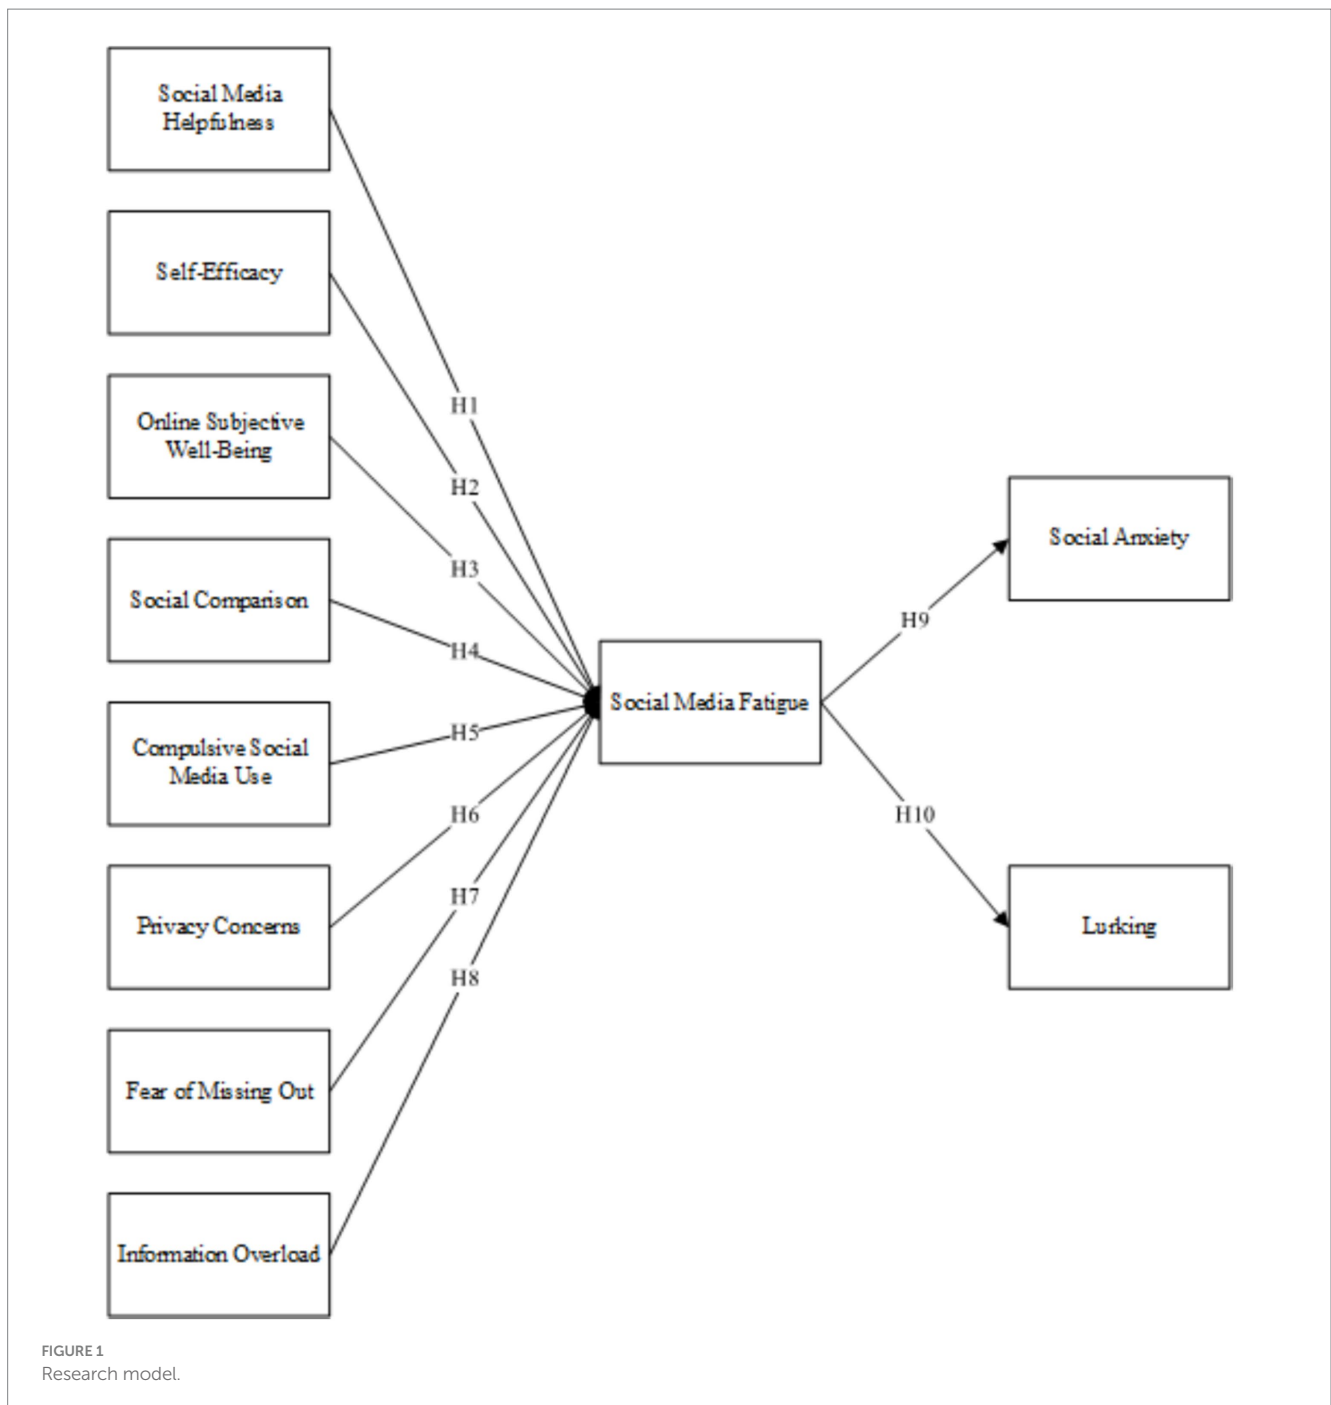 Social Media
Helpfulness
Self-Efficacy
Online Subjective
Well-Being
Social Comparison
Compulsive Social
Media Use
Privacy Concerns
Fear of Missing Out
Information Overload
H1
H2
H3
H4
H5
H6
H7
H8
Social Media Fatigue
H9
H10
Social Anxiety
Lurking
FIGURE 1
Research model.